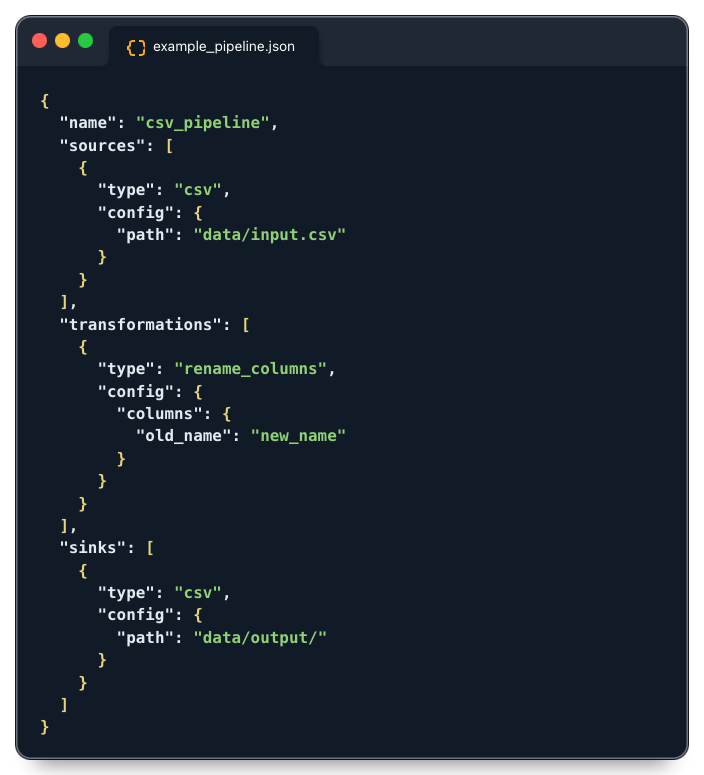 example_pipeline.json
{
  "name": "csv_pipeline",
  "sources": [
    {
      "type": "csv",
      "config": {
        "path": "data/input.csv"
      }
    }
  ],
  "transformations": [
    {
      "type": "rename_columns",
      "config": {
        "columns": {
          "old_name": "new_name"
        }
      }
    }
  ],
  "sinks": [
    {
      "type": "csv",
      "config": {
        "path": "data/output/"
      }
    }
  ]
}